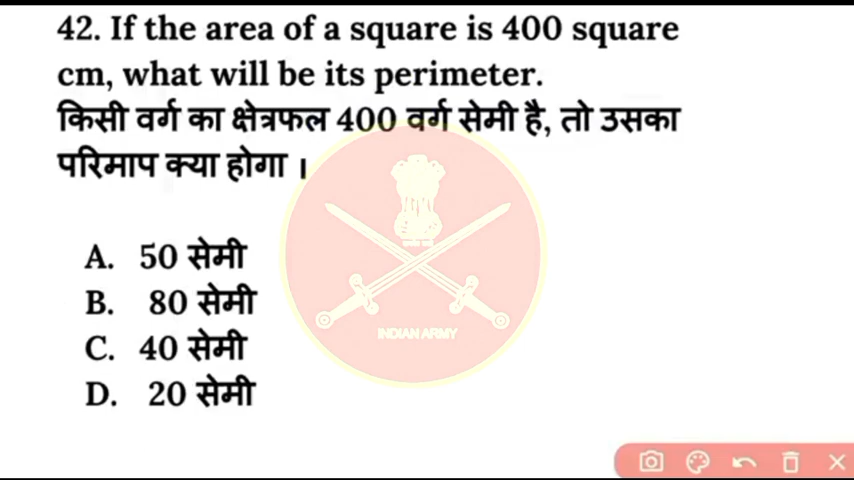 42. If the area of a square is 400 square
cm, what will be its perimeter.
किसी वर्ग का क्षेत्रफल 400 वर्ग सेमी है, तो उसका
परिमाप क्या होगा ।
A. 50 सेमी
B. 80 सेमी
C. 40 सेमी
D. 20 सेमी
INDIAN ARMY